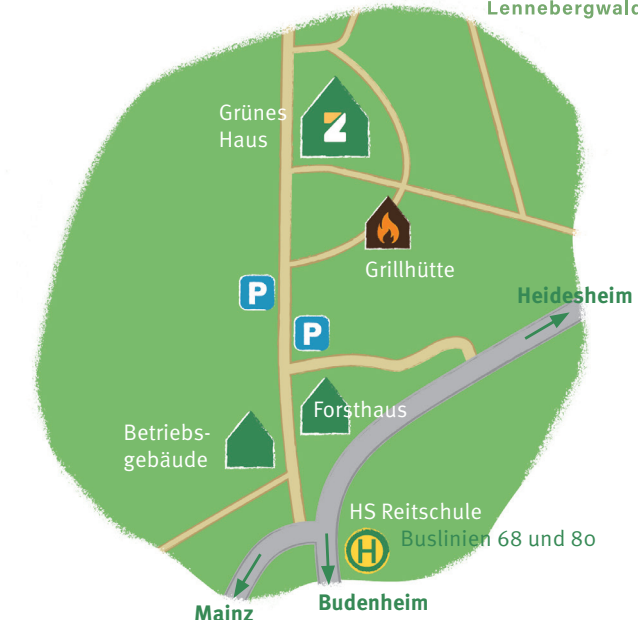 Lennebergwald
Grünes
Haus
Grillhütte
P
Heidesheim
P
Forsthaus
Betriebs-
gebäude
HS Reitschule
Buslinien 68 und 80
H
Budenheim
Mainz